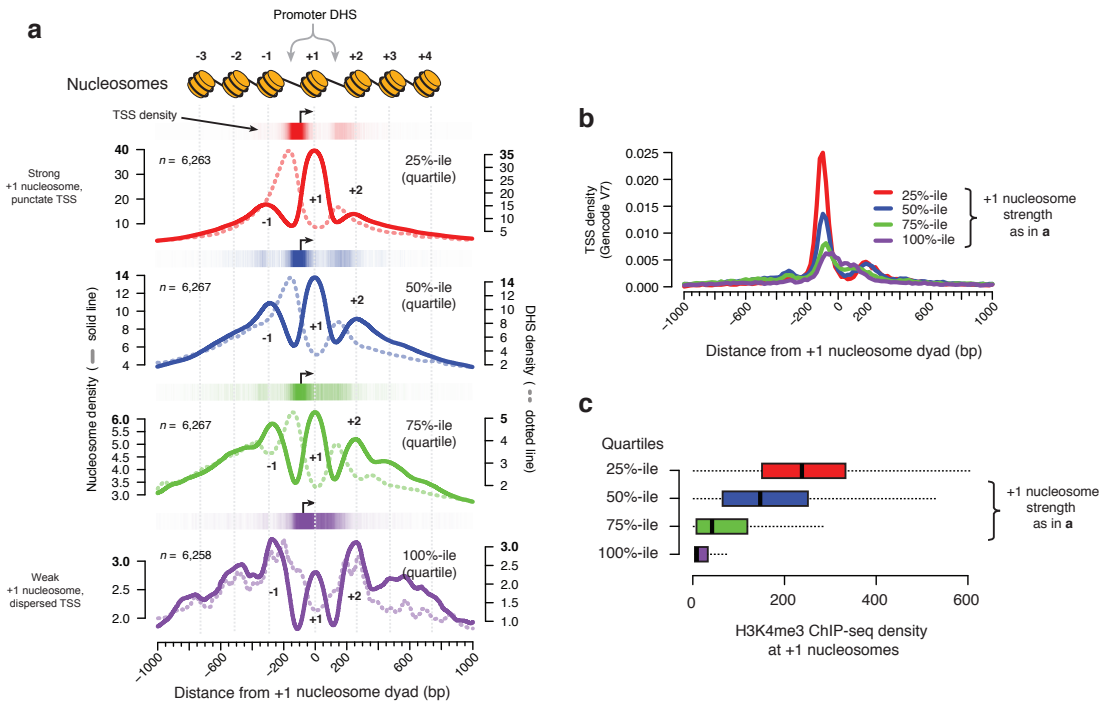 a
Promoter DHS
-3 -2 -1 +1 +2 +3 +4
Nucleosomes
TSS density
Strong
+1 nucleosome,
punctate TSS
n = 6,263
25%-ile
(quartile)
40
30
20
10
35
30
25
20
15
10
5
-1
+1
+2
n = 6,267
50%-ile
(quartile)
14
12
10
8
6
4
14
12
10
8
6
4
2
-1
+1
+2
n = 6,267
75%-ile
(quartile)
6.0
5.5
5.0
4.5
4.0
3.5
3.0
5
4
3
2
-1
+1
+2
Weak
+1 nucleosome,
dispersed TSS
n = 6,258
100%-ile
(quartile)
3.0
2.5
2.0
3.0
2.5
2.0
1.5
1.0
-1
+1
+2
Nucleosome density ( solid line)
DHS density ( dotted line)
-1000 -600 -200 0 200 600 1000
Distance from +1 nucleosome dyad (bp)
b
0.025
0.020
0.015
0.010
0.005
0.000
TSS density
(Gencode V7)
25%-ile
50%-ile
75%-ile
100%-ile
+1 nucleosome
strength
as in a
-1000 -600 -200 0 200 600 1000
Distance from +1 nucleosome dyad (bp)
c
Quartiles
25%-ile
50%-ile
75%-ile
100%-ile
+1 nucleosome
strength
as in a
0 200 400 600
H3K4me3 ChIP-seq density
at +1 nucleosomes